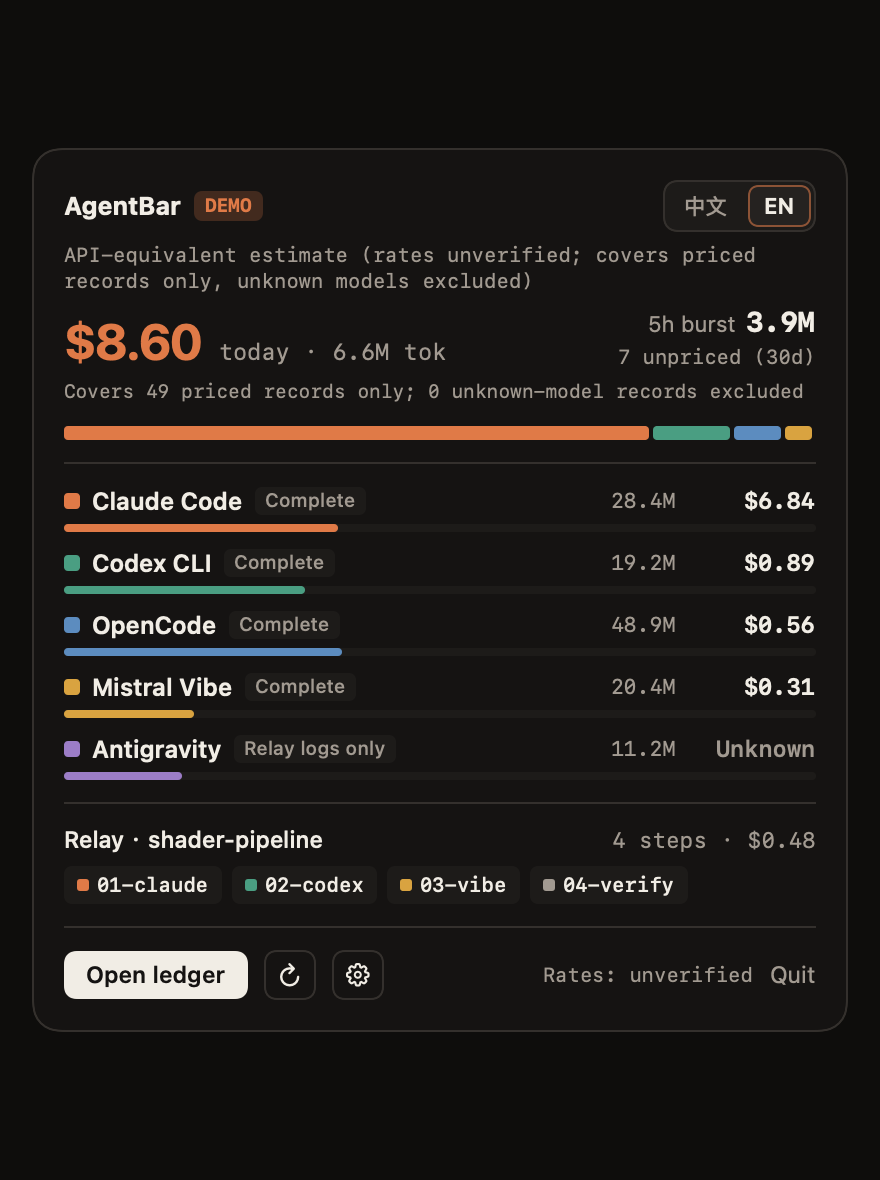 AgentBar DEMO 中文 EN
API-equivalent estimate (rates unverified; covers priced
records only, unknown models excluded)
$8.60 today · 6.6M tok 5h burst 3.9M
7 unpriced (30d)
Covers 49 priced records only; 0 unknown-model records excluded
Claude Code Complete 28.4M $6.84
Codex CLI Complete 19.2M $0.89
OpenCode Complete 48.9M $0.56
Mistral Vibe Complete 20.4M $0.31
Antigravity Relay logs only 11.2M Unknown
Relay · shader-pipeline 4 steps · $0.48
01-claude 02-codex 03-vibe 04-verify
Open ledger Rates: unverified Quit